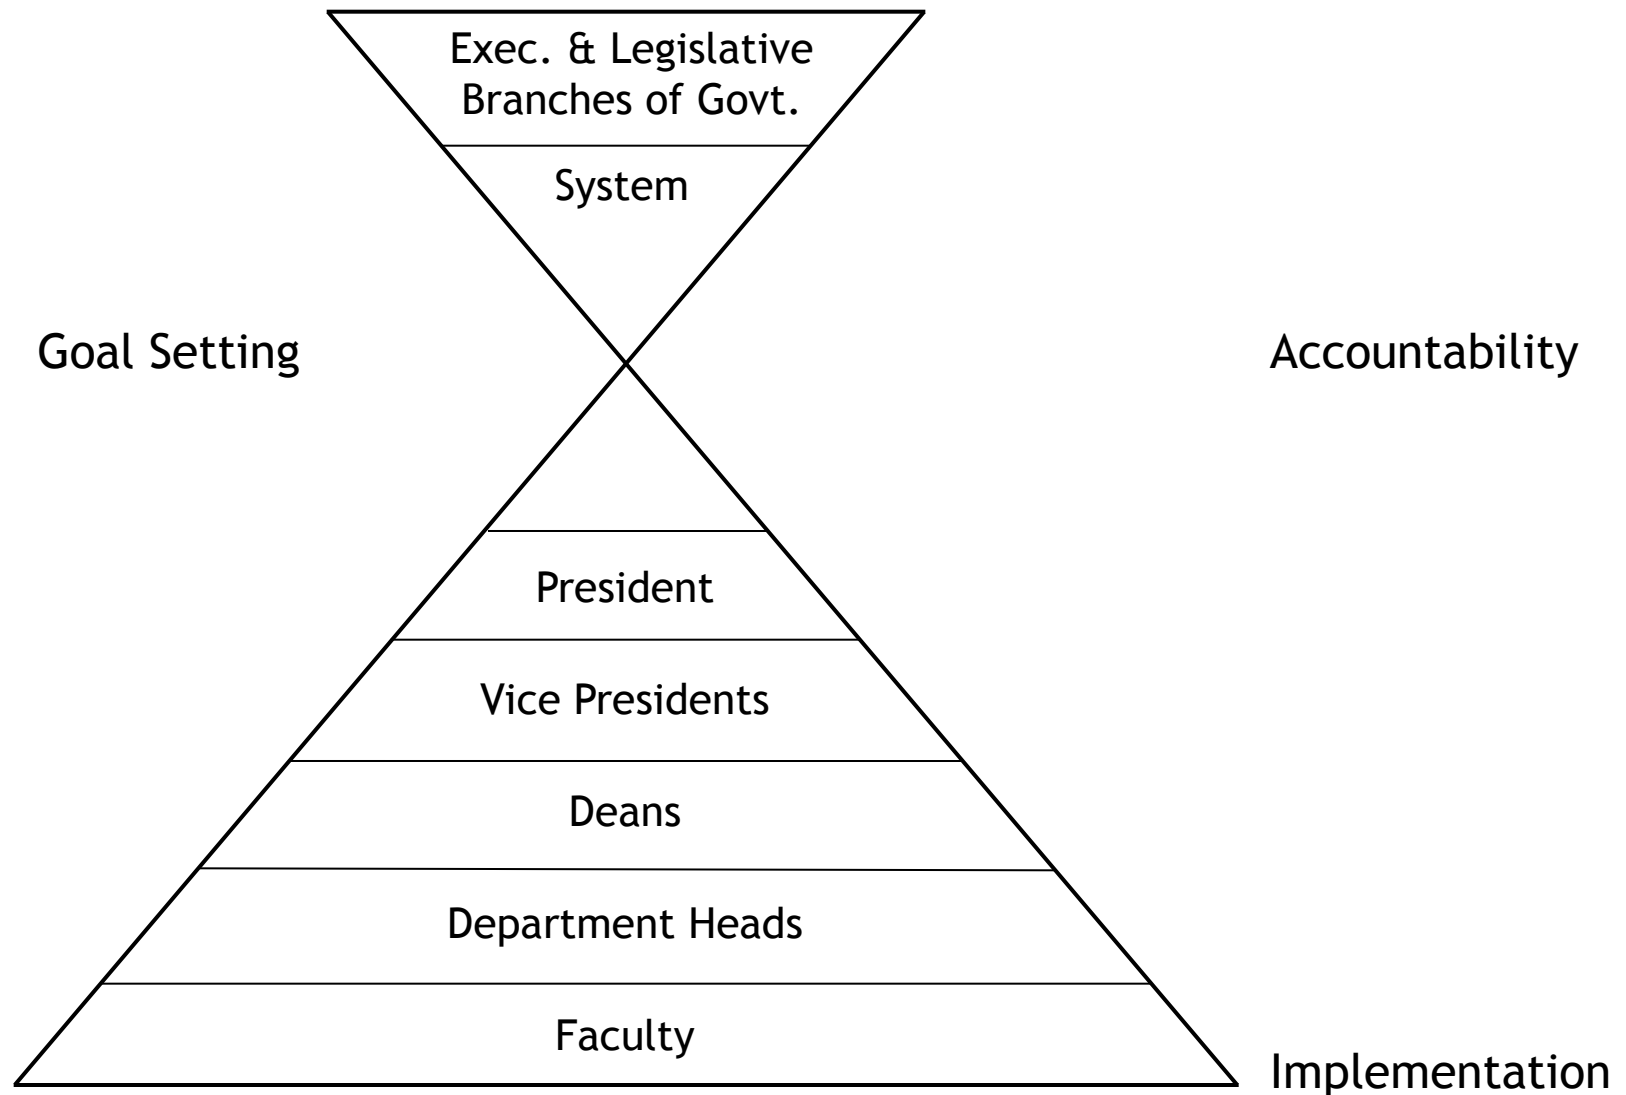 Exec. & Legislative
Branches of Govt.
System
Goal Setting
Accountability
President
Vice Presidents
Deans
Department Heads
Faculty
Implementation